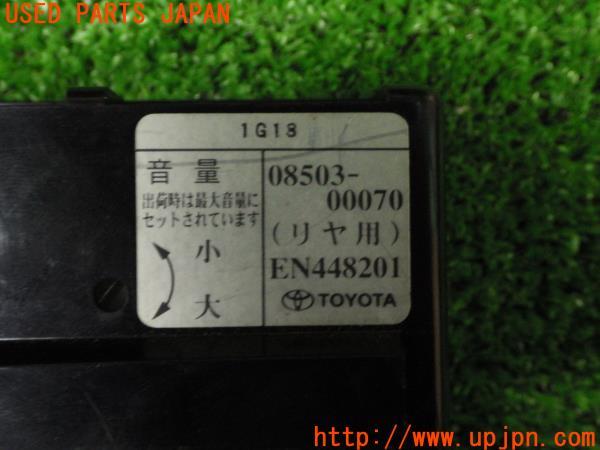 USED PARTS JAPAN
1G13
音量
出荷時は最大音量に
セットされています
小
大
08503-
00070
(リヤ用)
EN448201
TOYOTA
http://www.upjpn.com/